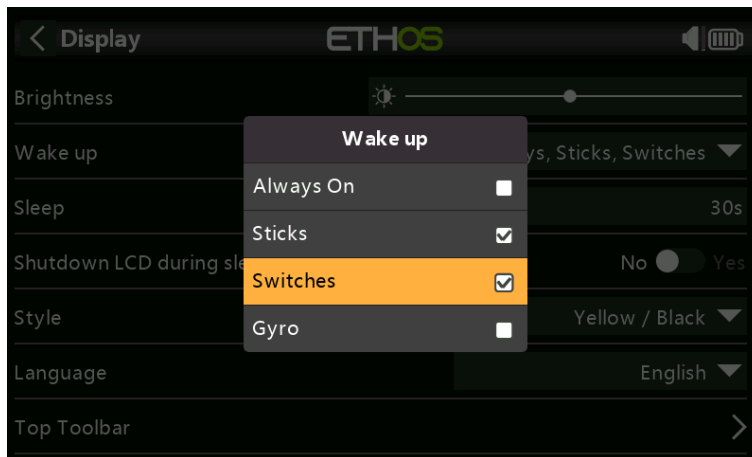 Display
ETHOS
Brightness
Wake up
ys, Sticks, Switches
Sleep
30s
Shutdown LCD during sle
No Yes
Style
Yellow / Black
Language
English
Top Toolbar
Wake up
Always On
Sticks
Switches
Gyro